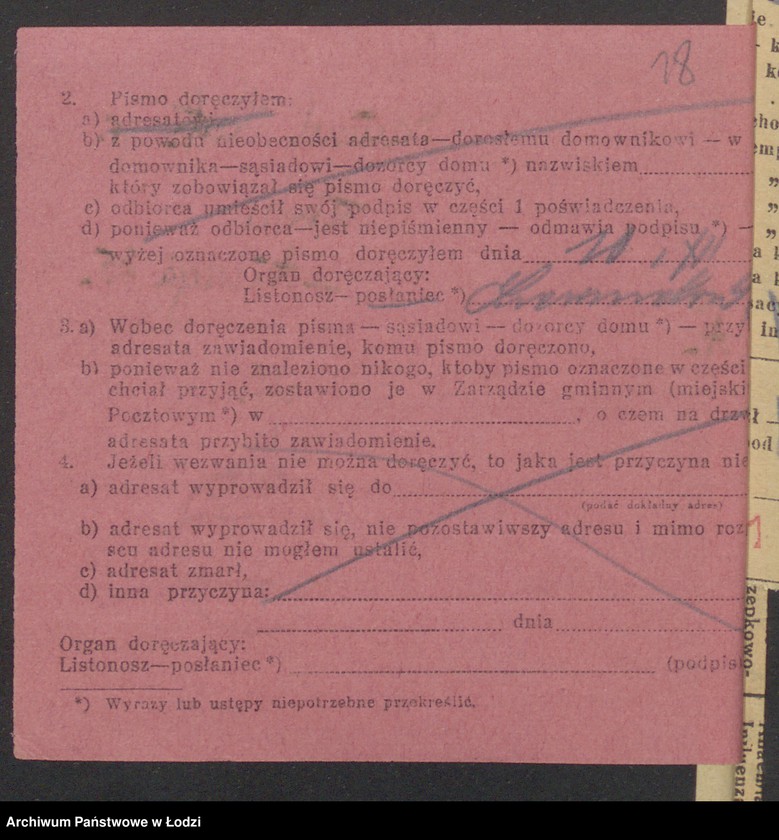 18
2. Pismo doręczyłem:
a) adresatowi,
b) z powodu nieobecności adresata—dorosłemu domownikowi — w
domownika—sąsiadowi—dozorcy domu *) nazwiskiem
który zobowiązał się pismo doręczyć,
c) odbiorca umieścił swój podpis w części 1 poświadczenia,
d) ponieważ odbiorca—jest niepiśmienny — odmawia podpisu *) —
wyżej oznaczone pismo doręczyłem dnia 10 XI
Organ doręczający:
Listonosz— posłaniec *)
3. a) Wobec doręczenia pisma — sąsiadowi — dozorcy domu *) — przy
adresata zawiadomienie, komu pismo doręczono,
b) ponieważ nie znaleziono nikogo, ktoby pismo oznaczone w części
chciał przyjąć, zostawiono je w Zarządzie gminnym (miejski
Pocztowym *) w , o czem na drz
adresata przybito zawiadomienie.
4. Jeżeli wezwania nie można doręczyć, to jaka jest przyczyna nie
a) adresat wyprowadził się do
(podać dokładny adres)
b) adresat wyprowadził się, nie pozostawiwszy adresu i mimo roz
scu adresu nie mogłem ustalić,
c) adresat zmarł,
d) inna przyczyna:
dnia
Organ doręczający:
Listonosz—posłaniec *) (podpis
*) Wyrazy lub ustępy niepotrzebne przekreślić.
Archiwum Państwowe w Łodzi